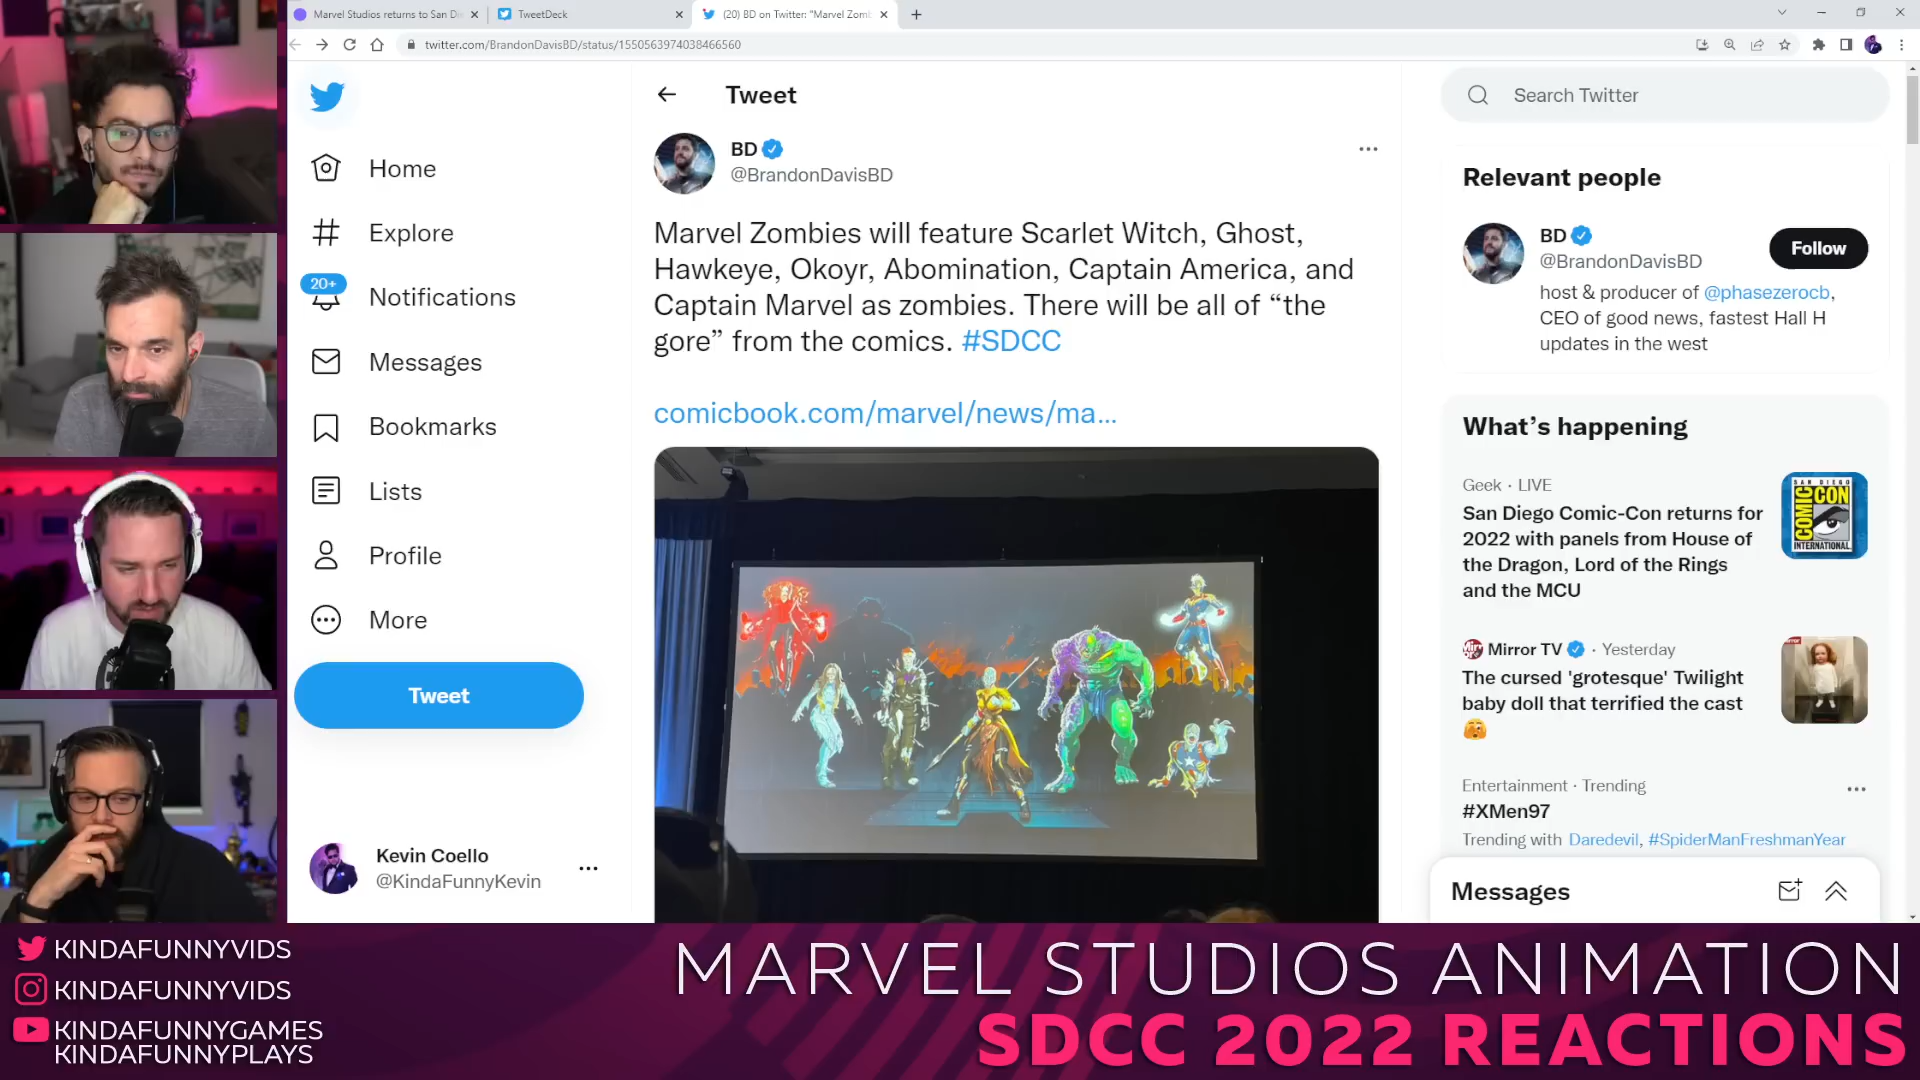 Marvel Studios returns to San Di
TweetDeck
(20) BD on Twitter: "Marvel Zom
twitter.com/BrandonDavisBD/status/1550563974038466560
Home
Explore
20+
Notifications
Messages
Bookmarks
Lists
Profile
More
Tweet
Kevin Coello
@KindaFunnyKevin
Tweet
BD
@BrandonDavisBD
Marvel Zombies will feature Scarlet Witch, Ghost,
Hawkeye, Okoyr, Abomination, Captain America, and
Captain Marvel as zombies. There will be all of “the
gore” from the comics. #SDCC
comicbook.com/marvel/news/ma...
Search Twitter
Relevant people
BD
@BrandonDavisBD
Follow
host & producer of @phasezerocb,
CEO of good news, fastest Hall H
updates in the west
What’s happening
Geek · LIVE
San Diego Comic-Con returns for
2022 with panels from House of
the Dragon, Lord of the Rings
and the MCU
SAN DIEGO
COMIC CON
INTERNATIONAL
Mirror TV · Yesterday
The cursed 'grotesque' Twilight
baby doll that terrified the cast
Entertainment · Trending
#XMen97
Trending with Daredevil, #SpiderManFreshmanYear
Messages
KINDAFUNNYVIDS
KINDAFUNNYVIDS
KINDAFUNNYGAMES
KINDAFUNNYPLAYS
MARVEL STUDIOS ANIMATION
SDCC 2022 REACTIONS